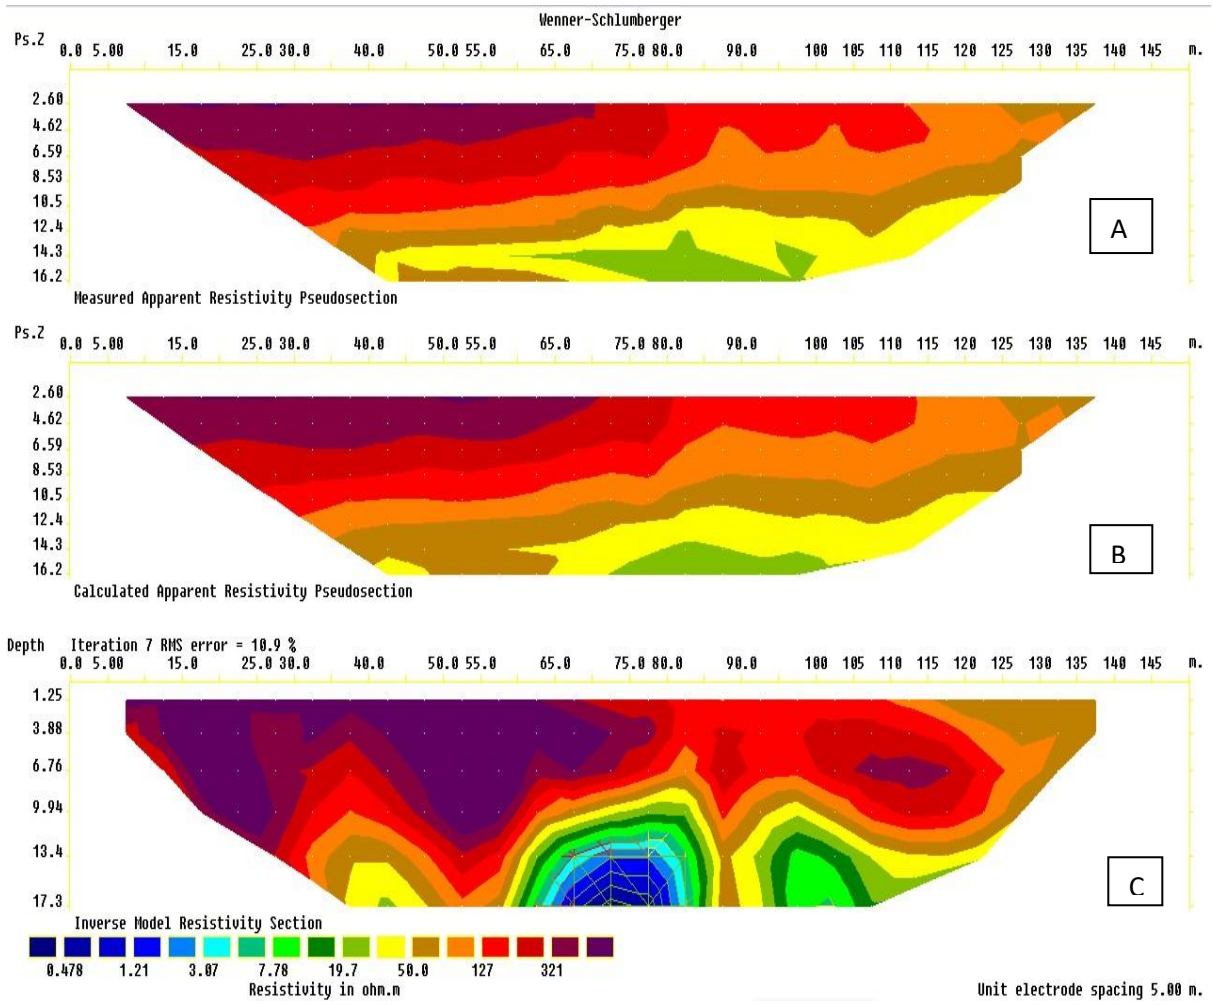 Wenner-Schlumberger
Ps.Z 0.0 5.00 15.0 25.0 30.0 40.0 50.0 55.0 65.0 75.0 80.0 90.0 100 105 110 115 120 125 130 135 145 m.
2.60
4.62
6.59
8.53
10.5
12.4
14.3
16.2
A
Measured Apparent Resistivity Pseudosection
Ps.Z 0.0 5.00 15.0 25.0 30.0 40.0 50.0 55.0 65.0 75.0 80.0 90.0 100 105 110 115 120 125 130 135 145 m.
2.60
4.62
6.59
8.53
10.5
12.4
14.3
16.2
B
Calculated Apparent Resistivity Pseudosection
Depth Iteration 7 RMS error = 10.9 %
0.0 5.00 15.0 25.0 30.0 40.0 50.0 55.0 65.0 75.0 80.0 90.0 100 105 110 115 120 125 130 135 145 m.
1.25
3.88
6.76
9.94
13.4
17.3
C
Inverse Model Resistivity Section
0.478 1.21 3.07 7.78 19.7 50.0 127 321
Resistivity in ohm.m
Unit electrode spacing 5.00 m.